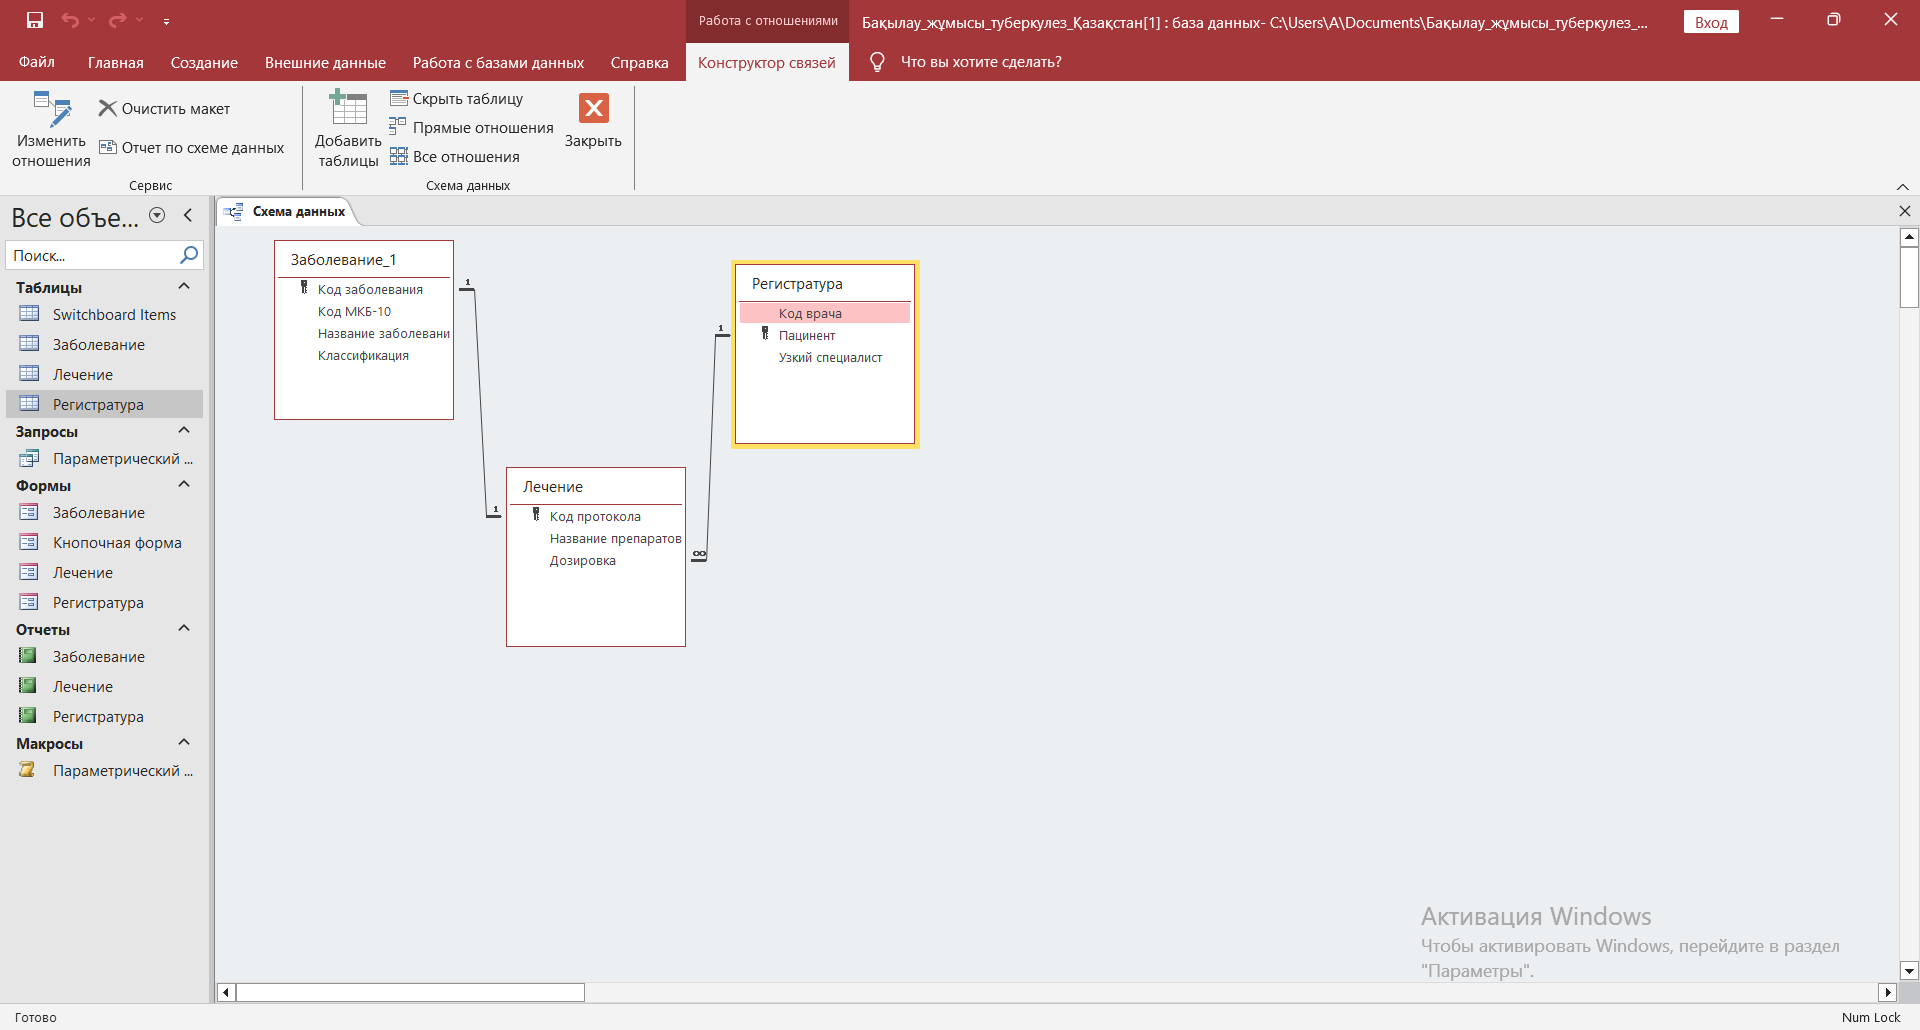 Работа с отношениями
Бақылау_жұмысы_туберкулез_Қазақстан[1] : база данных- C:\Users\A\Documents\Бақылау_жұмысы_туберкулез_...
Вход
Файл
Главная
Создание
Внешние данные
Работа с базами данных
Справка
Конструктор связей
Что вы хотите сделать?
Изменить
отношения
Очистить макет
Отчет по схеме данных
Сервис
Добавить
таблицы
Скрыть таблицу
Прямые отношения
Все отношения
Закрыть
Схема данных
Все объе...
Поиск...
Таблицы
Switchboard Items
Заболевание
Лечение
Регистратура
Запросы
Параметрический ...
Формы
Заболевание
Кнопочная форма
Лечение
Регистратура
Отчеты
Заболевание
Лечение
Регистратура
Макросы
Параметрический ...
Схема данных
Заболевание_1
Код заболевания
Код МКБ-10
Название заболевани
Классификация
1
1
Лечение
Код протокола
Название препаратов
Дозировка
∞
1
Регистратура
Код врача
Пацинент
Узкий специалист
Активация Windows
Чтобы активировать Windows, перейдите в раздел
"Параметры".
Готово
Num Lock